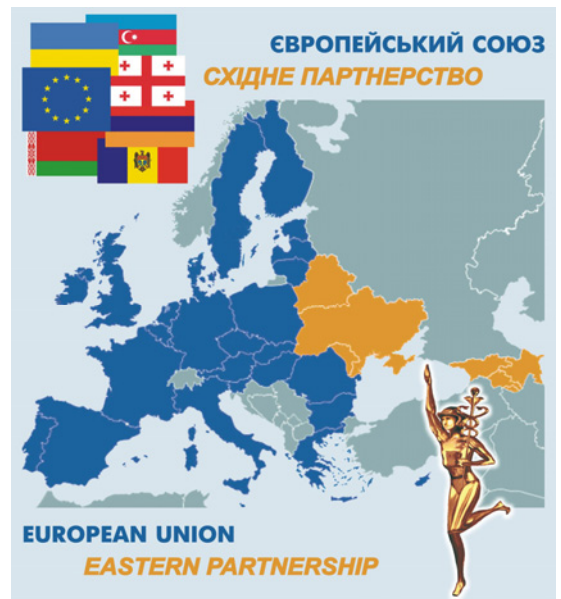 ЄВРОПЕЙСЬКИЙ СОЮЗ
СХІДНЕ ПАРТНЕРСТВО
EUROPEAN UNION
EASTERN PARTNERSHIP